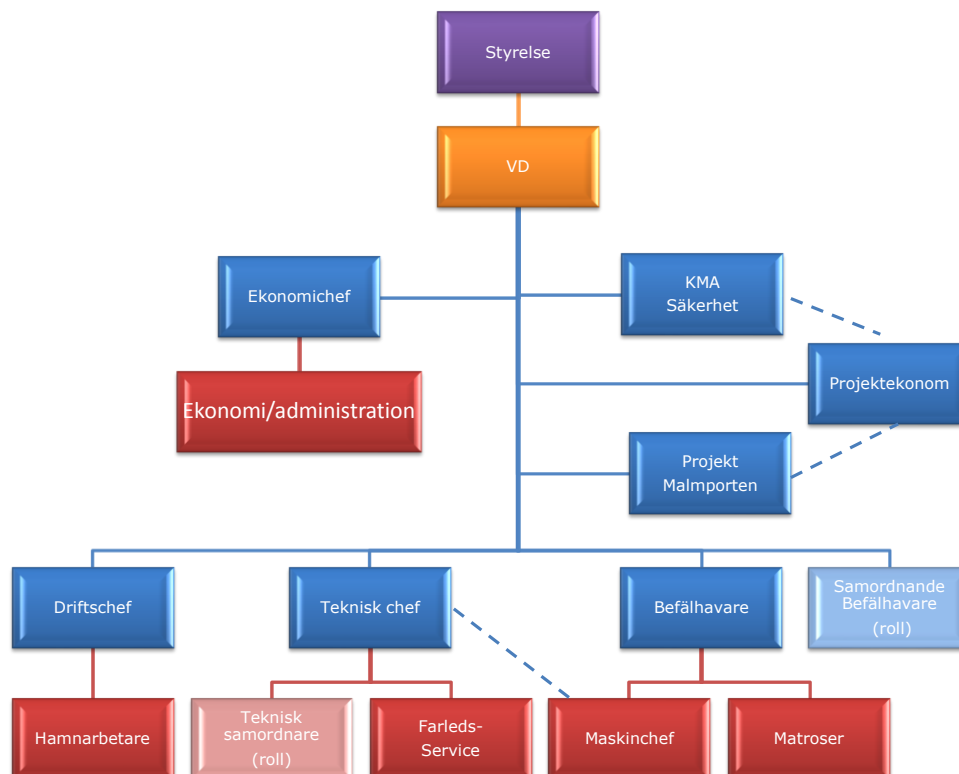 Styrelse
VD
Ekonomichef
KMA
Säkerhet
Ekonomi/administration
Projektekonom
Projekt
Malmporten
Driftschef
Teknisk chef
Befälhavare
Samordnande
Befälhavare
(roll)
Hamnarbetare
Teknisk
samordnare
(roll)
Farleds-
Service
Maskinchef
Matroser